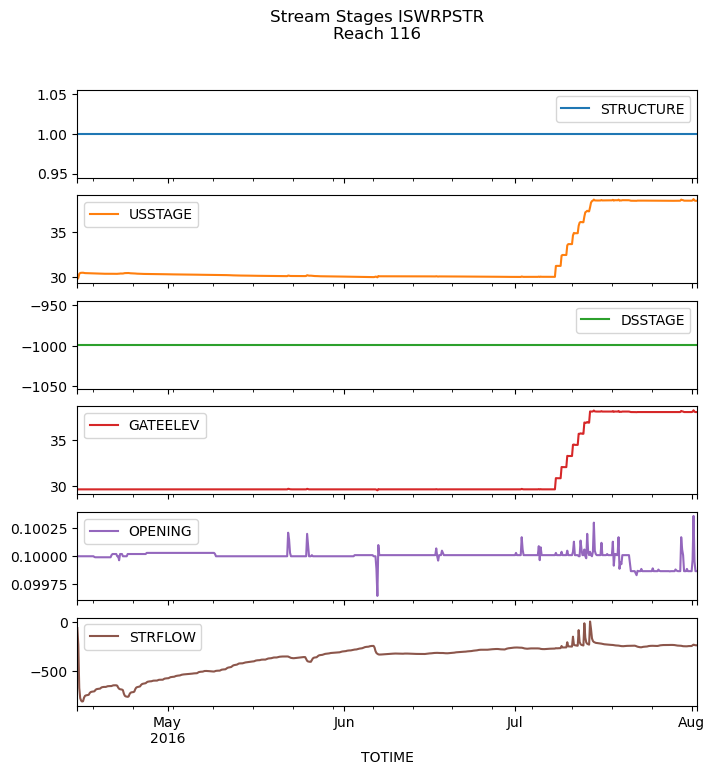 Stream Stages ISWRPSTR
Reach 116
1.05
1.00
0.95
STRUCTURE
35
30
USSTAGE
−950
−1000
−1050
DSSTAGE
35
30
GATEELEV
0.10025
0.10000
0.09975
OPENING
0
−500
STRFLOW
May
2016
Jun
Jul
Aug
TOTIME